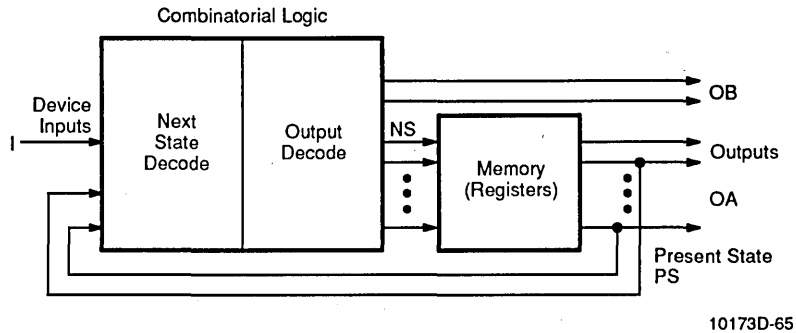 Combinatorial Logic
Device
Inputs
I
Next
State
Decode
Output
Decode
NS
Memory
(Registers)
OB
Outputs
OA
Present State
PS
10173D-65